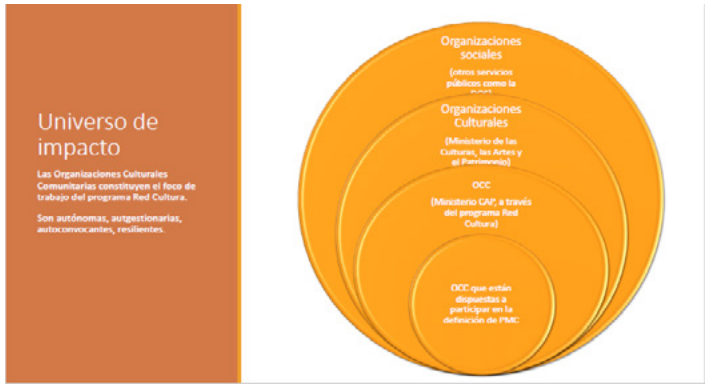 Universo de
impacto
Las Organizaciones Culturales
Comunitarias constituyen el foco de
trabajo del programa Red Cultura.
Son autónomas, autgestionarias,
autoconvocantes, resilientes.
Organizaciones
sociales
(otros servicios
públicos como la
Organizaciones
Culturales
(Ministerio de las
Culturas, las Artes y
el Patrimonio)
OCC
(Ministerio CAP, a través
del programa Red
Cultura)
OCC que están
dispuestas a
participar en la
definición de PMC